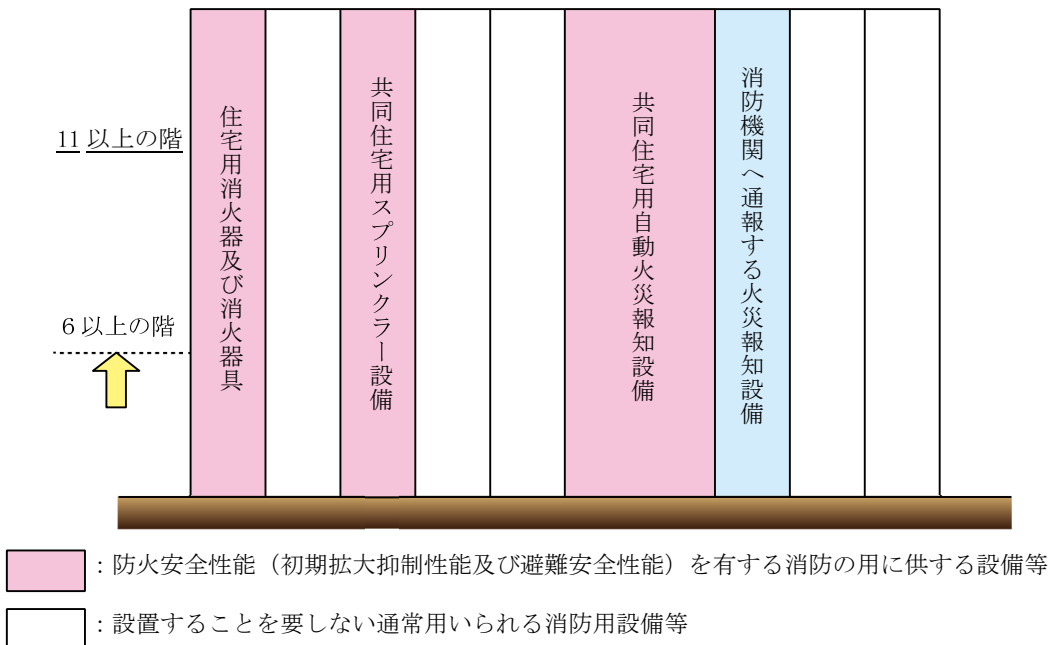 11 以上の階
6以上の階
住宅用消火器及び消火器具
共同住宅用スプリンクラー設備
共同住宅用自動火災報知設備
消防機関へ通報する火災報知設備
：防火安全性能（初期拡大抑制性能及び避難安全性能）を有する消防の用に供する設備等
：設置することを要しない通常用いられる消防用設備等